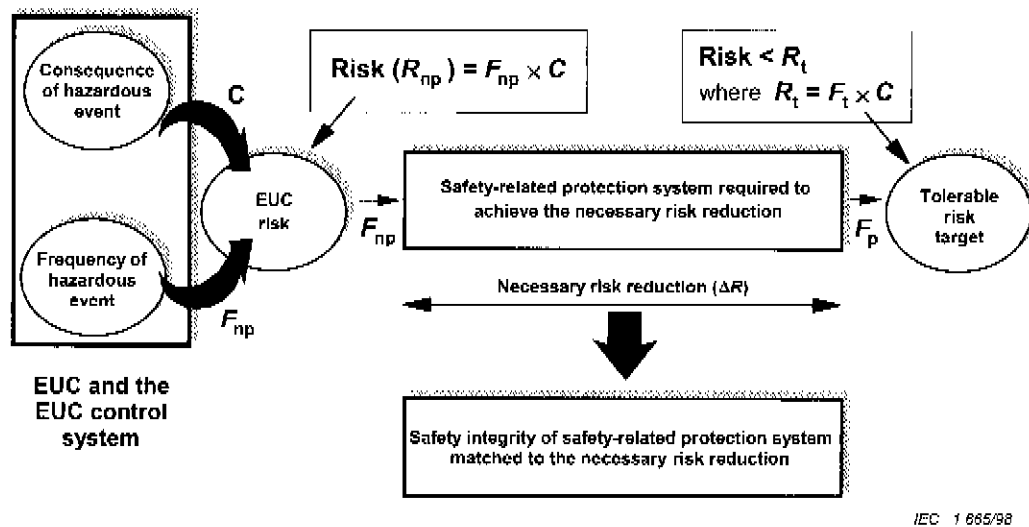 Consequence
of hazardous
event
C
Risk (Rnp) = Fnp × C
Risk < Rt
where Rt = Ft × C
EUC
risk
Fnp
Safety-related protection system required to
achieve the necessary risk reduction
Fp
Tolerable
risk
target
Frequency of
hazardous
event
Fnp
Necessary risk reduction (ΔR)
EUC and the
EUC control
system
Safety integrity of safety-related protection system
matched to the necessary risk reduction
IEC 1 665/98